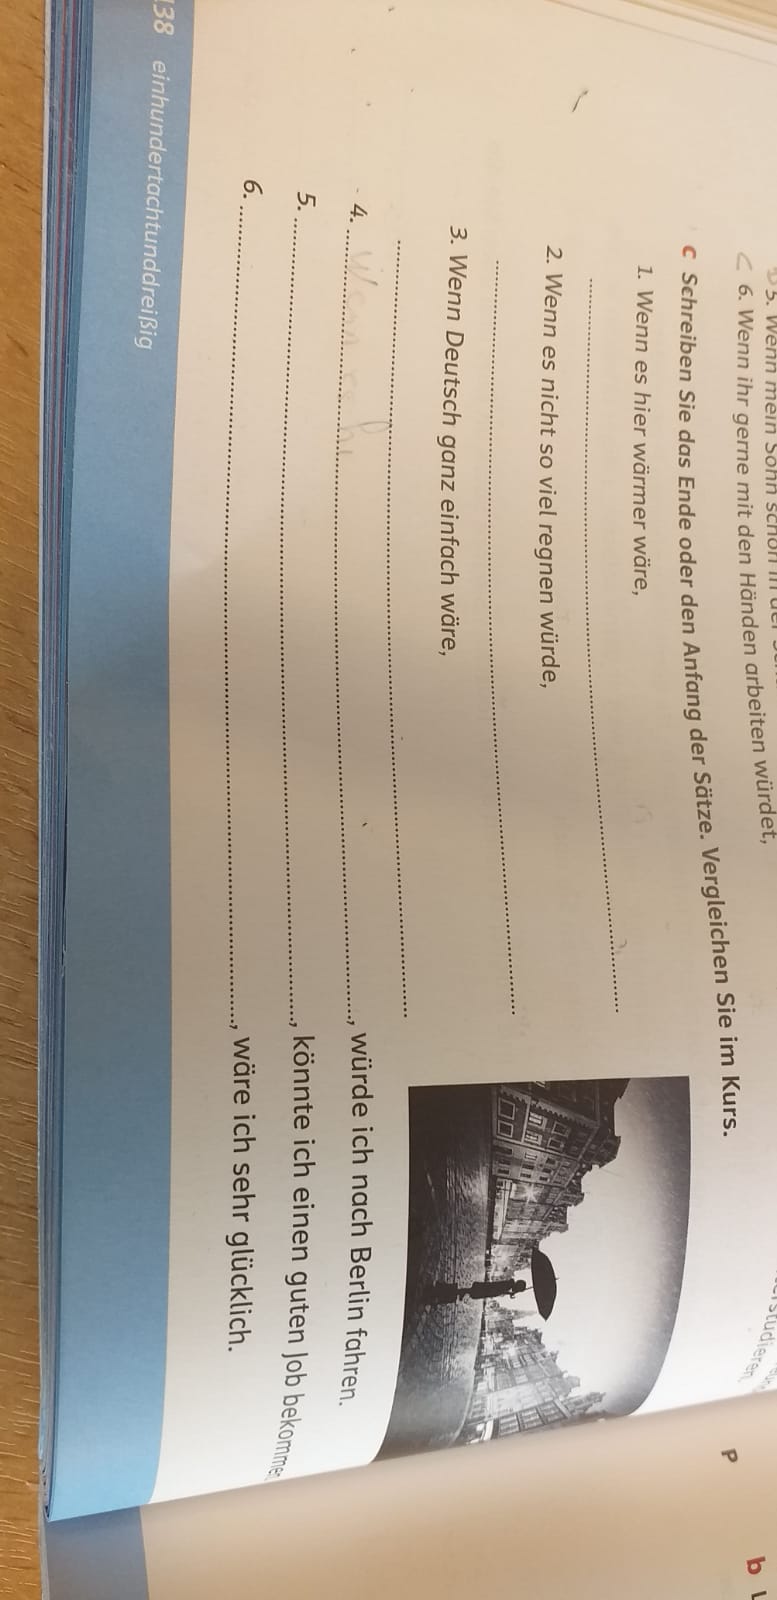 5. Wenn mein Sohn schon in der
6. Wenn ihr gerne mit den Händen arbeiten würdet,
studieren
c Schreiben Sie das Ende oder den Anfang der Sätze. Vergleichen Sie im Kurs.
1. Wenn es hier wärmer wäre,
2. Wenn es nicht so viel regnen würde,
3. Wenn Deutsch ganz einfach wäre,
4. Wenn ich, würde ich nach Berlin fahren.
5. , könnte ich einen guten Job bekommen
6. , wäre ich sehr glücklich.
138 einhundertachtunddreißig
P
b